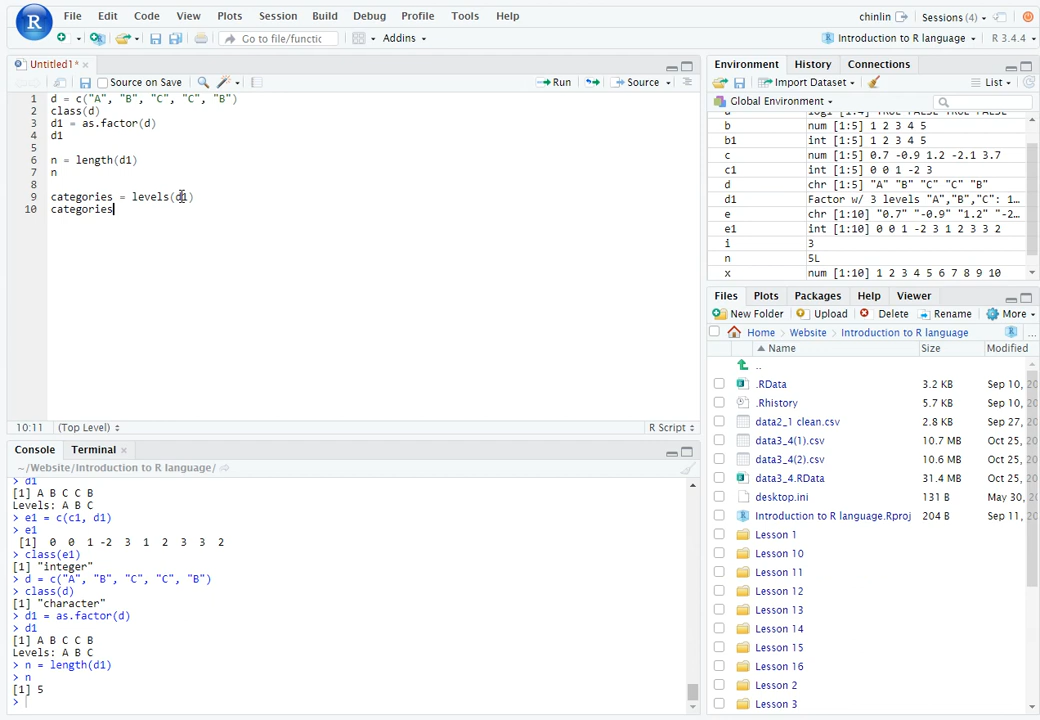 R
File Edit Code View Plots Session Build Debug Profile Tools Help
chinlin Sessions (4)
Go to file/functic Addins
Introduction to R language R 3.4.4
Untitled1* ×
Source on Save Run Source
1 d = c("A", "B", "C", "C", "B")
2 class(d)
3 d1 = as.factor(d)
4 d1
5
6 n = length(d1)
7 n
8
9 categories = levels(d1)
10 categories
10:11 (Top Level) R Script
Console Terminal ×
~/Website/Introduction to R language/
> d1
[1] A B C C B
Levels: A B C
> e1 = c(c1, d1)
> e1
[1] 0 0 1 -2 3 1 2 3 3 2
> class(e1)
[1] "integer"
> d = c("A", "B", "C", "C", "B")
> class(d)
[1] "character"
> d1 = as.factor(d)
> d1
[1] A B C C B
Levels: A B C
> n = length(d1)
> n
[1] 5
>
Environment History Connections
Import Dataset List
Global Environment
b num [1:5] 1 2 3 4 5
b1 int [1:5] 1 2 3 4 5
c num [1:5] 0.7 -0.9 1.2 -2.1 3.7
c1 int [1:5] 0 0 1 -2 3
d chr [1:5] "A" "B" "C" "C" "B"
d1 Factor w/ 3 levels "A","B","C": 1…
e chr [1:10] "0.7" "-0.9" "1.2" "-2…
e1 int [1:10] 0 0 1 -2 3 1 2 3 3 2
i 3
n 5L
x num [1:10] 1 2 3 4 5 6 7 8 9 10
Files Plots Packages Help Viewer
New Folder Upload Delete Rename More
Home Website Introduction to R language ...
Name Size Modified
..
.RData 3.2 KB Sep 10, 20
.Rhistory 5.7 KB Sep 10, 20
data2_1 clean.csv 2.8 KB Sep 27, 20
data3_4(1).csv 10.7 MB Oct 25, 20
data3_4(2).csv 10.6 MB Oct 25, 20
data3_4.RData 31.4 MB Oct 25, 20
desktop.ini 131 B May 30, 20
Introduction to R language.Rproj 204 B Sep 11, 20
Lesson 1
Lesson 10
Lesson 11
Lesson 12
Lesson 13
Lesson 14
Lesson 15
Lesson 16
Lesson 2
Lesson 3